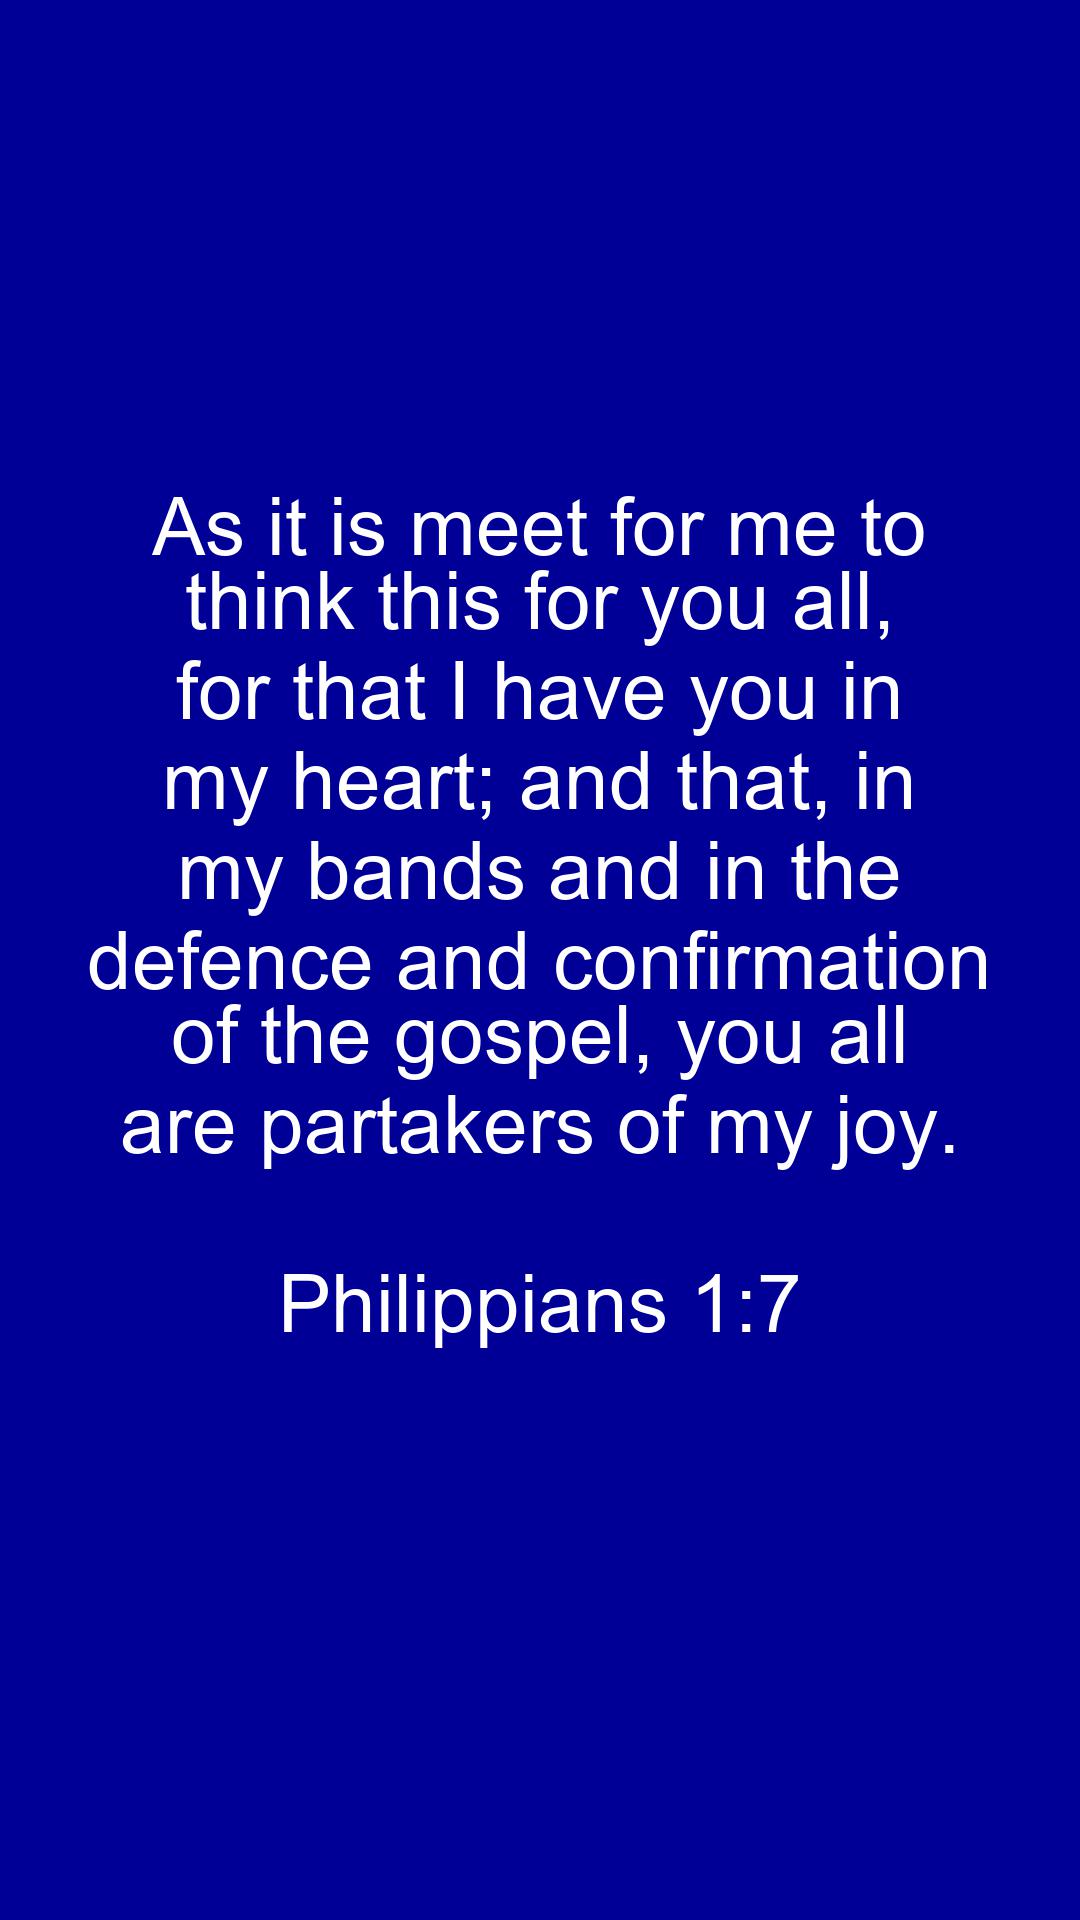 As it is meet for me to
think this for you all,
for that I have you in
my heart; and that, in
my bands and in the
defence and confirmation
of the gospel, you all
are partakers of my joy.
Philippians 1:7